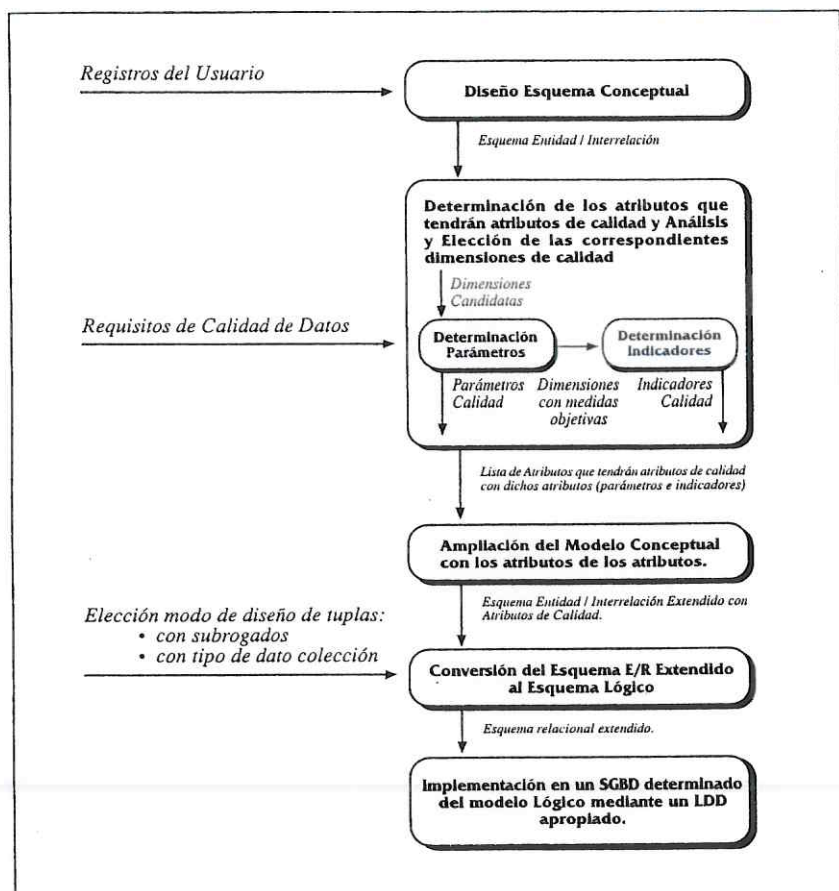 Registros del Usuario
Diseño Esquema Conceptual
Esquema Entidad / Interrelación
Determinación de los atributos que
tendrán atributos de calidad y Análisis
y Elección de las correspondientes
dimensiones de calidad
Dimensiones
Candidatas
Requisitos de Calidad de Datos
Determinación
Parámetros
Determinación
Indicadores
Parámetros
Calidad
Dimensiones
con medidas
objetivas
Indicadores
Calidad
Lista de Atributos que tendrán atributos de calidad
con dichos atributos (parámetros e indicadores)
Ampliación del Modelo Conceptual
con los atributos de los atributos.
Esquema Entidad / Interrelación Extendido con
Atributos de Calidad.
Elección modo de diseño de tuplas:
• con subrogados
• con tipo de dato colección
Conversión del Esquema E/R Extendido
al Esquema Lógico
Esquema relacional extendido.
Implementación en un SGBD determinado
del modelo Lógico mediante un LDD
apropiado.